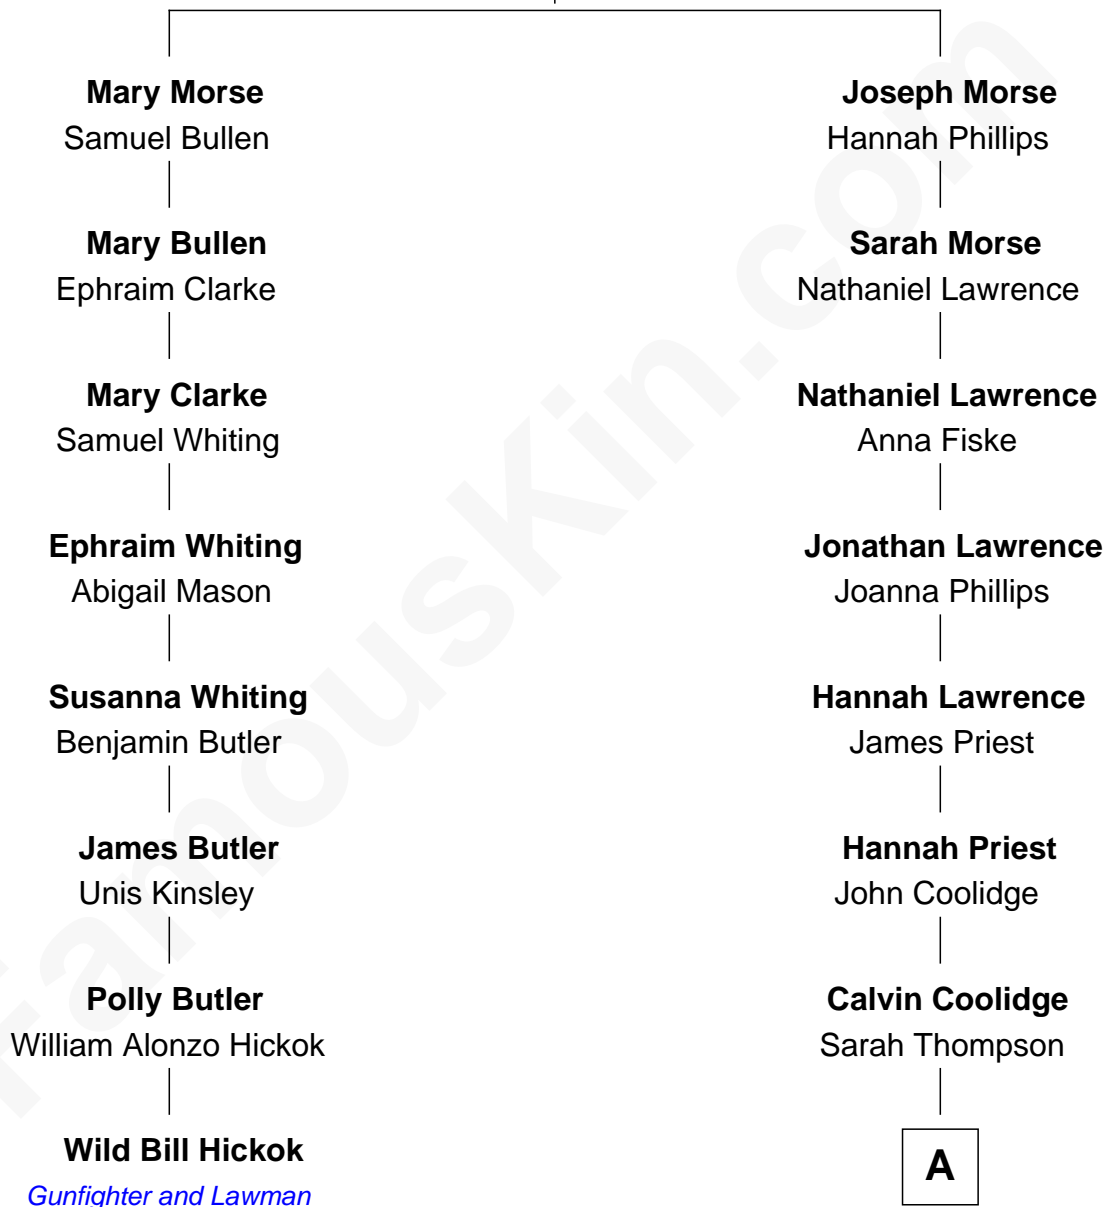 Mary Morse
Samuel Bullen
Mary Bullen
Ephraim Clarke
Mary Clarke
Samuel Whiting
Ephraim Whiting
Abigail Mason
Susanna Whiting
Benjamin Butler
James Butler
Unis Kinsley
Polly Butler
William Alonzo Hickok
Wild Bill Hickok
Gunfighter and Lawman
Joseph Morse
Hannah Phillips
Sarah Morse
Nathaniel Lawrence
Nathaniel Lawrence
Anna Fiske
Jonathan Lawrence
Joanna Phillips
Hannah Lawrence
James Priest
Hannah Priest
John Coolidge
Calvin Coolidge
Sarah Thompson
A
FamousKin.com